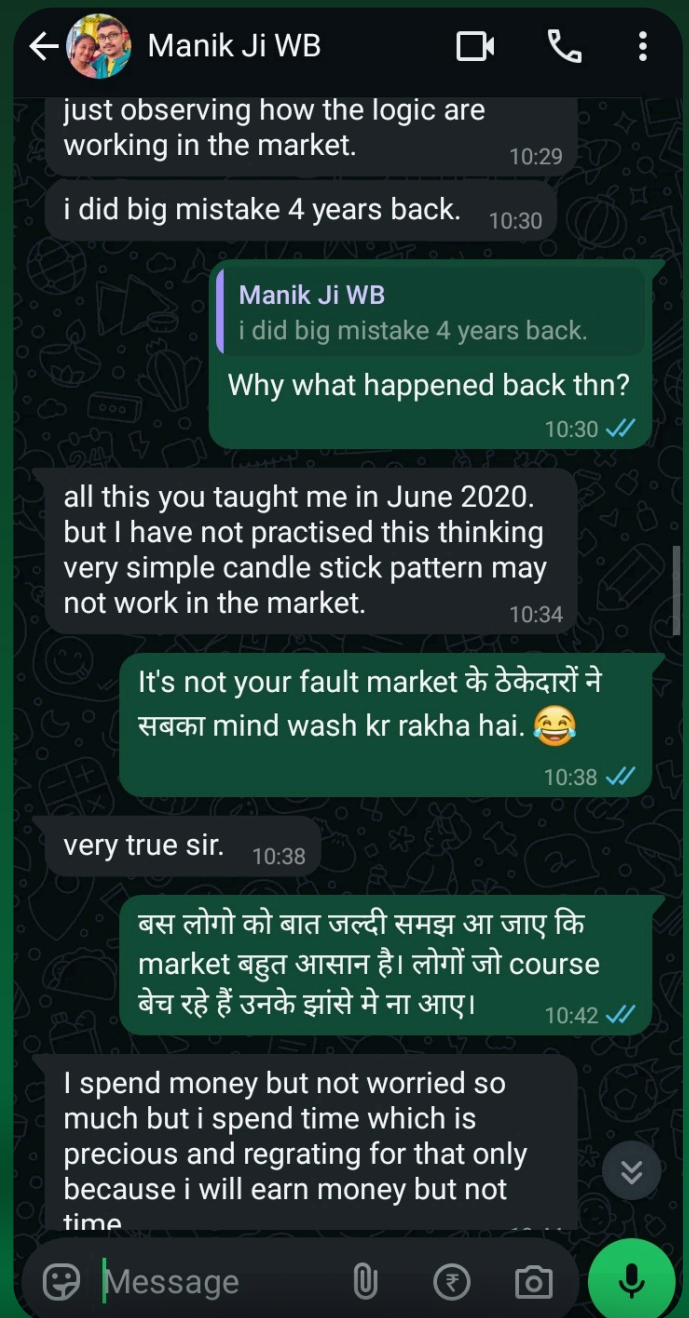 Manik Ji WB
just observing how the logic are
working in the market.
10:29
i did big mistake 4 years back.
10:30
Manik Ji WB
i did big mistake 4 years back.
Why what happened back thn?
10:30
all this you taught me in June 2020.
but I have not practised this thinking
very simple candle stick pattern may
not work in the market.
10:34
It's not your fault market के ठेकेदारों ने
सबका mind wash kr rakha hai. 😂
10:38
very true sir.
10:38
बस लोगो को बात जल्दी समझ आ जाए कि
market बहुत आसान है। लोगों जो course
बेच रहे हैं उनके झांसे मे ना आए।
10:42
I spend money but not worried so
much but i spend time which is
precious and regrating for that only
because i will earn money but not
time
Message